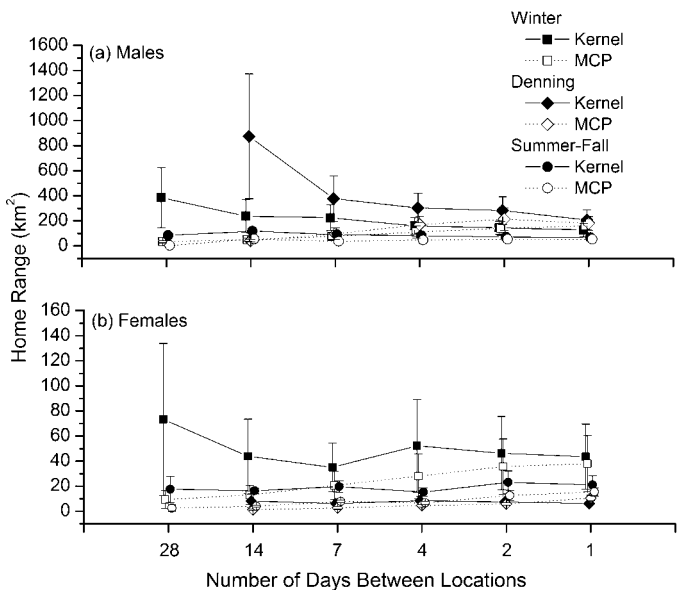 Winter
Kernel
MCP
Denning
Kernel
MCP
Summer-Fall
Kernel
MCP
(a) Males
1600
1400
1200
1000
800
600
400
200
0
Home Range (km²)
(b) Females
160
140
120
100
80
60
40
20
0
28 14 7 4 2 1
Number of Days Between Locations